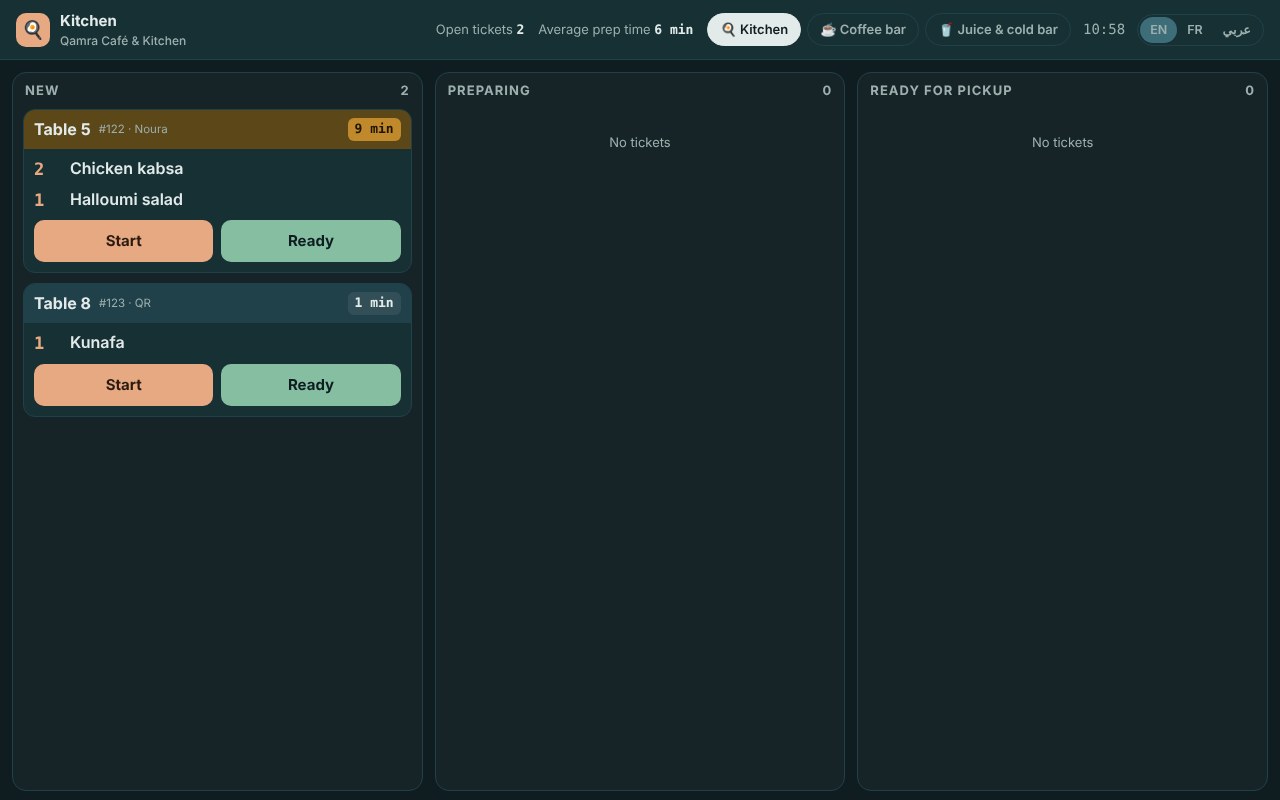 Kitchen
Qamra Café & Kitchen
Open tickets 2 Average prep time 6 min 🍳 Kitchen ☕ Coffee bar 🥤 Juice & cold bar 10:58 EN FR عربي
NEW 2
Table 5 #122 · Noura 9 min
2 Chicken kabsa
1 Halloumi salad
Start Ready
Table 8 #123 · QR 1 min
1 Kunafa
Start Ready
PREPARING 0
No tickets
READY FOR PICKUP 0
No tickets